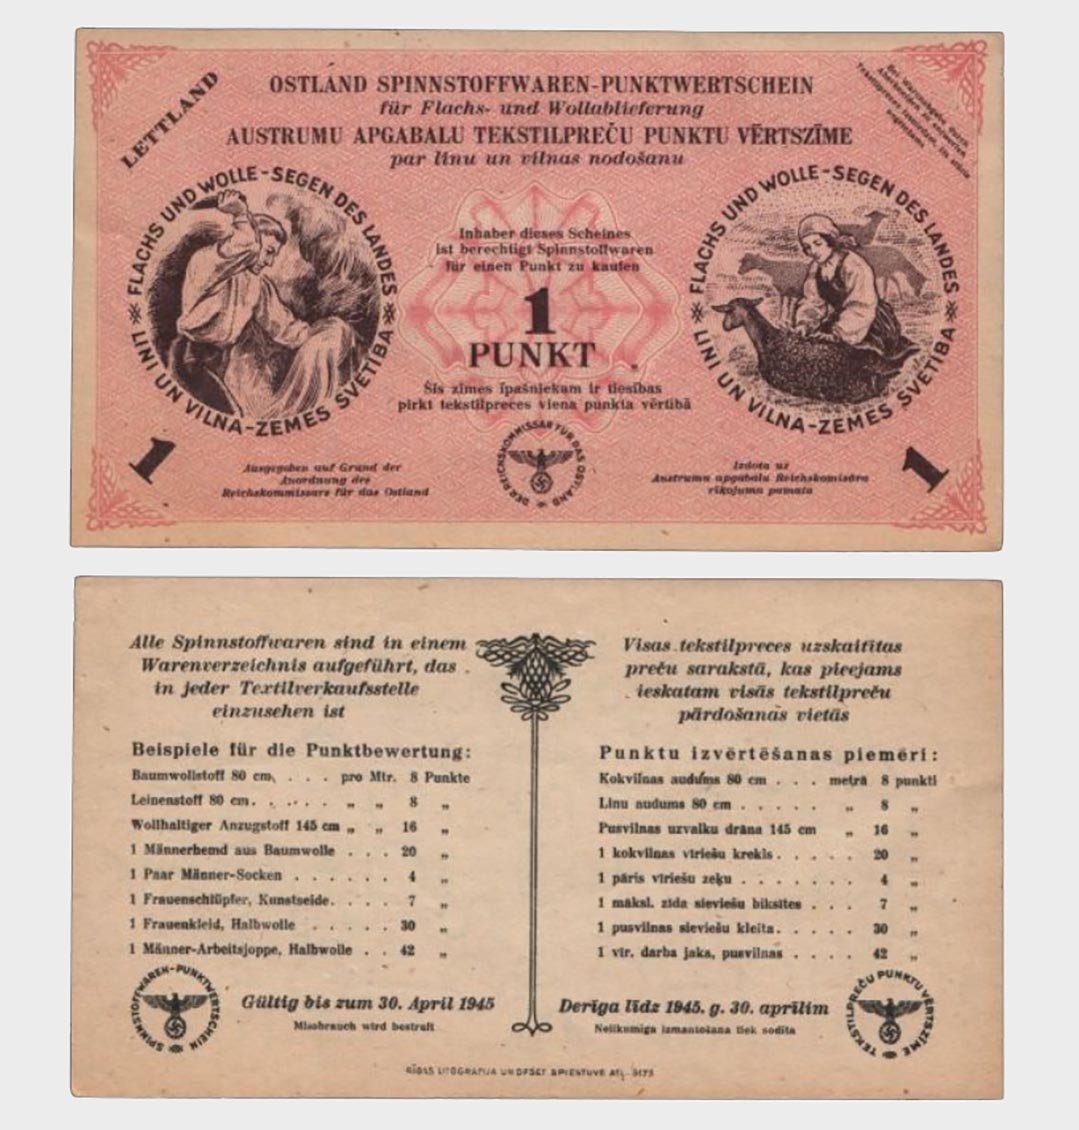 LETTLAND
OSTLAND SPINNSTOFFWAREN-PUNKTWERTSCHEIN
für Flachs- und Wollablieferung
AUSTRUMU APGABALU TEKSTILPREČU PUNKTU VĒRTSZĪME
par linu un vilnas nodošanu
FLACHS UND WOLLE-SEGEN DES LANDES
LINI UN VILNA-ZEMES SVĒTĪBA
Inhaber dieses Scheines
ist berechtigt Spinnstoffwaren
für einen Punkt zu kaufen
1
PUNKT
Šīs zīmes īpašniekam ir tiesības
pirkt tekstilpreces viena punkta vērtībā
FLACHS UND WOLLE-SEGEN DES LANDES
LINI UN VILNA-ZEMES SVĒTĪBA
1
Ausgegeben auf Grund der
Anordnung des
Reichskommissars für das Ostland
DER REICHSKOMMISSAR FÜR DAS OSTLAND
Izdota uz
Austrumu apgabalu Reichskomisāra
rīkojumu pamata
1
Alle Spinnstoffwaren sind in einem
Warenverzeichnis aufgeführt, das
in jeder Textilverkaufsstelle
einzusehen ist
Beispiele für die Punktbewertung:
Baumwollstoff 80 cm, . . . pro Mtr. 8 Punkte
Leinenstoff 80 cm. . . . . . „ „ 8 „
Wollhaltiger Anzugstoff 145 cm „ „ 16 „
1 Männerhemd aus Baumwolle . . . 20 „
1 Paar Männer-Socken . . . . . . 4 „
1 Frauenschlüpfer, Kunstseide. . . . 7 „
1 Frauenkleid, Halbwolle . . . . . 30 „
1 Männer-Arbeitsjoppe, Halbwolle . . 42 „
SPINNSTOFFWAREN-PUNKTWERTSCHEIN
Gültig bis zum 30. April 1945
Missbrauch wird bestraft
Visas tekstilpreces uzskaitītas
preču sarakstā, kas pieejams
ieskatam visās tekstilpreču
pārdošanas vietās
Punktu izvērtēšanas piemēri:
Kokvilnas audums 80 cm . . . metrā 8 punkti
Linu audums 80 cm . . . . . „ 8 „
Pusvilnas uzvalku drāna 145 cm „ 16 „
1 kokvilnas vīriešu krekls . . . . . 20 „
1 pāris vīriešu zeķu . . . . . . . 4 „
1 māksl. zīda sieviešu biksītes . . . 7 „
1 pusvilnas sieviešu kleita. . . . . 30 „
1 vīr. darba jaka, pusvilnas . . . . 42 „
Derīga līdz 1945. g. 30. aprīlim
Nelikumīga izmantošana tiek sodīta
TEKSTILPREČU PUNKTU VĒRTSZĪME
RĪGAS LITOGRAFIJA UN OFSET SPIESTUVE